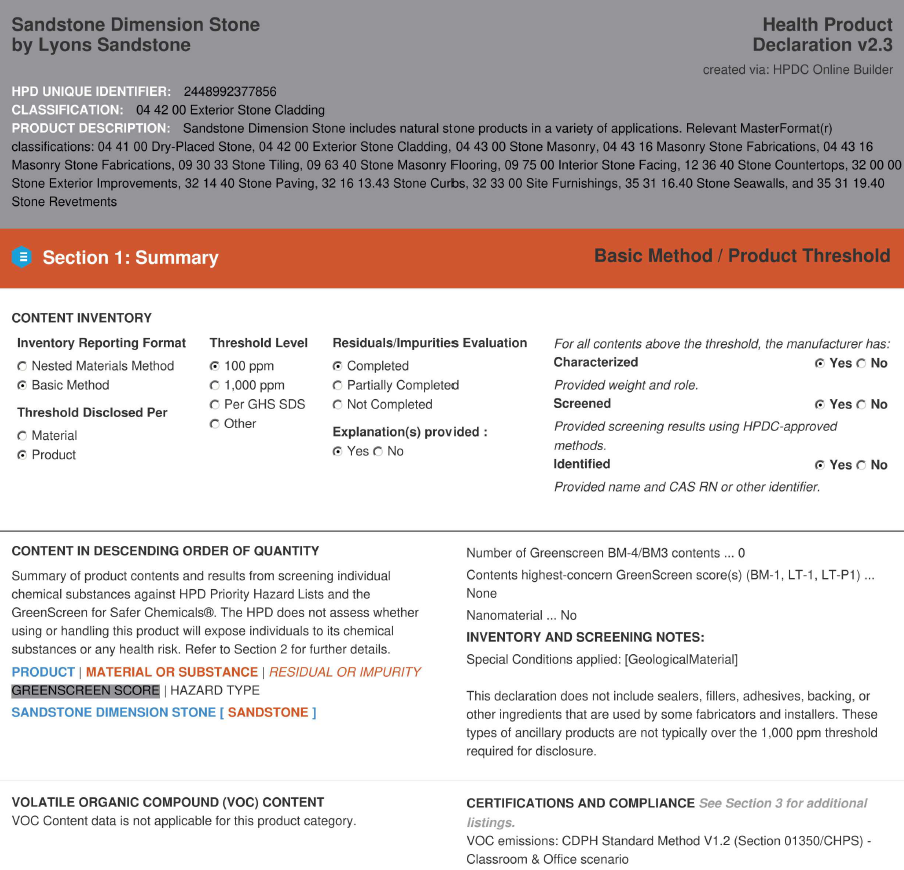 Sandstone Dimension Stone
by Lyons Sandstone
Health Product
Declaration v2.3
created via: HPDC Online Builder
HPD UNIQUE IDENTIFIER: 2448992377856
CLASSIFICATION: 04 42 00 Exterior Stone Cladding
PRODUCT DESCRIPTION: Sandstone Dimension Stone includes natural stone products in a variety of applications. Relevant MasterFormat(r)
classifications: 04 41 00 Dry-Placed Stone, 04 42 00 Exterior Stone Cladding, 04 43 00 Stone Masonry, 04 43 16 Masonry Stone Fabrications, 04 43 16
Masonry Stone Fabrications, 09 30 33 Stone Tiling, 09 63 40 Stone Masonry Flooring, 09 75 00 Interior Stone Facing, 12 36 40 Stone Countertops, 32 00 00
Stone Exterior Improvements, 32 14 40 Stone Paving, 32 16 13.43 Stone Curbs, 32 33 00 Site Furnishings, 35 31 16.40 Stone Seawalls, and 35 31 19.40
Stone Revetments
Section 1: Summary
Basic Method / Product Threshold
CONTENT INVENTORY
Inventory Reporting Format
Nested Materials Method
Basic Method
Threshold Disclosed Per
Material
Product
Threshold Level
100 ppm
1,000 ppm
Per GHS SDS
Other
Residuals/Impurities Evaluation
Completed
Partially Completed
Not Completed
Explanation(s) provided :
Yes No
For all contents above the threshold, the manufacturer has:
Characterized Yes No
Provided weight and role.
Screened Yes No
Provided screening results using HPDC-approved
methods.
Identified Yes No
Provided name and CAS RN or other identifier.
CONTENT IN DESCENDING ORDER OF QUANTITY
Summary of product contents and results from screening individual
chemical substances against HPD Priority Hazard Lists and the
GreenScreen for Safer Chemicals®. The HPD does not assess whether
using or handling this product will expose individuals to its chemical
substances or any health risk. Refer to Section 2 for further details.
PRODUCT | MATERIAL OR SUBSTANCE | RESIDUAL OR IMPURITY
GREENSCREEN SCORE | HAZARD TYPE
SANDSTONE DIMENSION STONE [ SANDSTONE ]
Number of Greenscreen BM-4/BM3 contents ... 0
Contents highest-concern GreenScreen score(s) (BM-1, LT-1, LT-P1) ...
None
Nanomaterial ... No
INVENTORY AND SCREENING NOTES:
Special Conditions applied: [GeologicalMaterial]
This declaration does not include sealers, fillers, adhesives, backing, or
other ingredients that are used by some fabricators and installers. These
types of ancillary products are not typically over the 1,000 ppm threshold
required for disclosure.
VOLATILE ORGANIC COMPOUND (VOC) CONTENT
VOC Content data is not applicable for this product category.
CERTIFICATIONS AND COMPLIANCE See Section 3 for additional
listings.
VOC emissions: CDPH Standard Method V1.2 (Section 01350/CHPS) -
Classroom & Office scenario